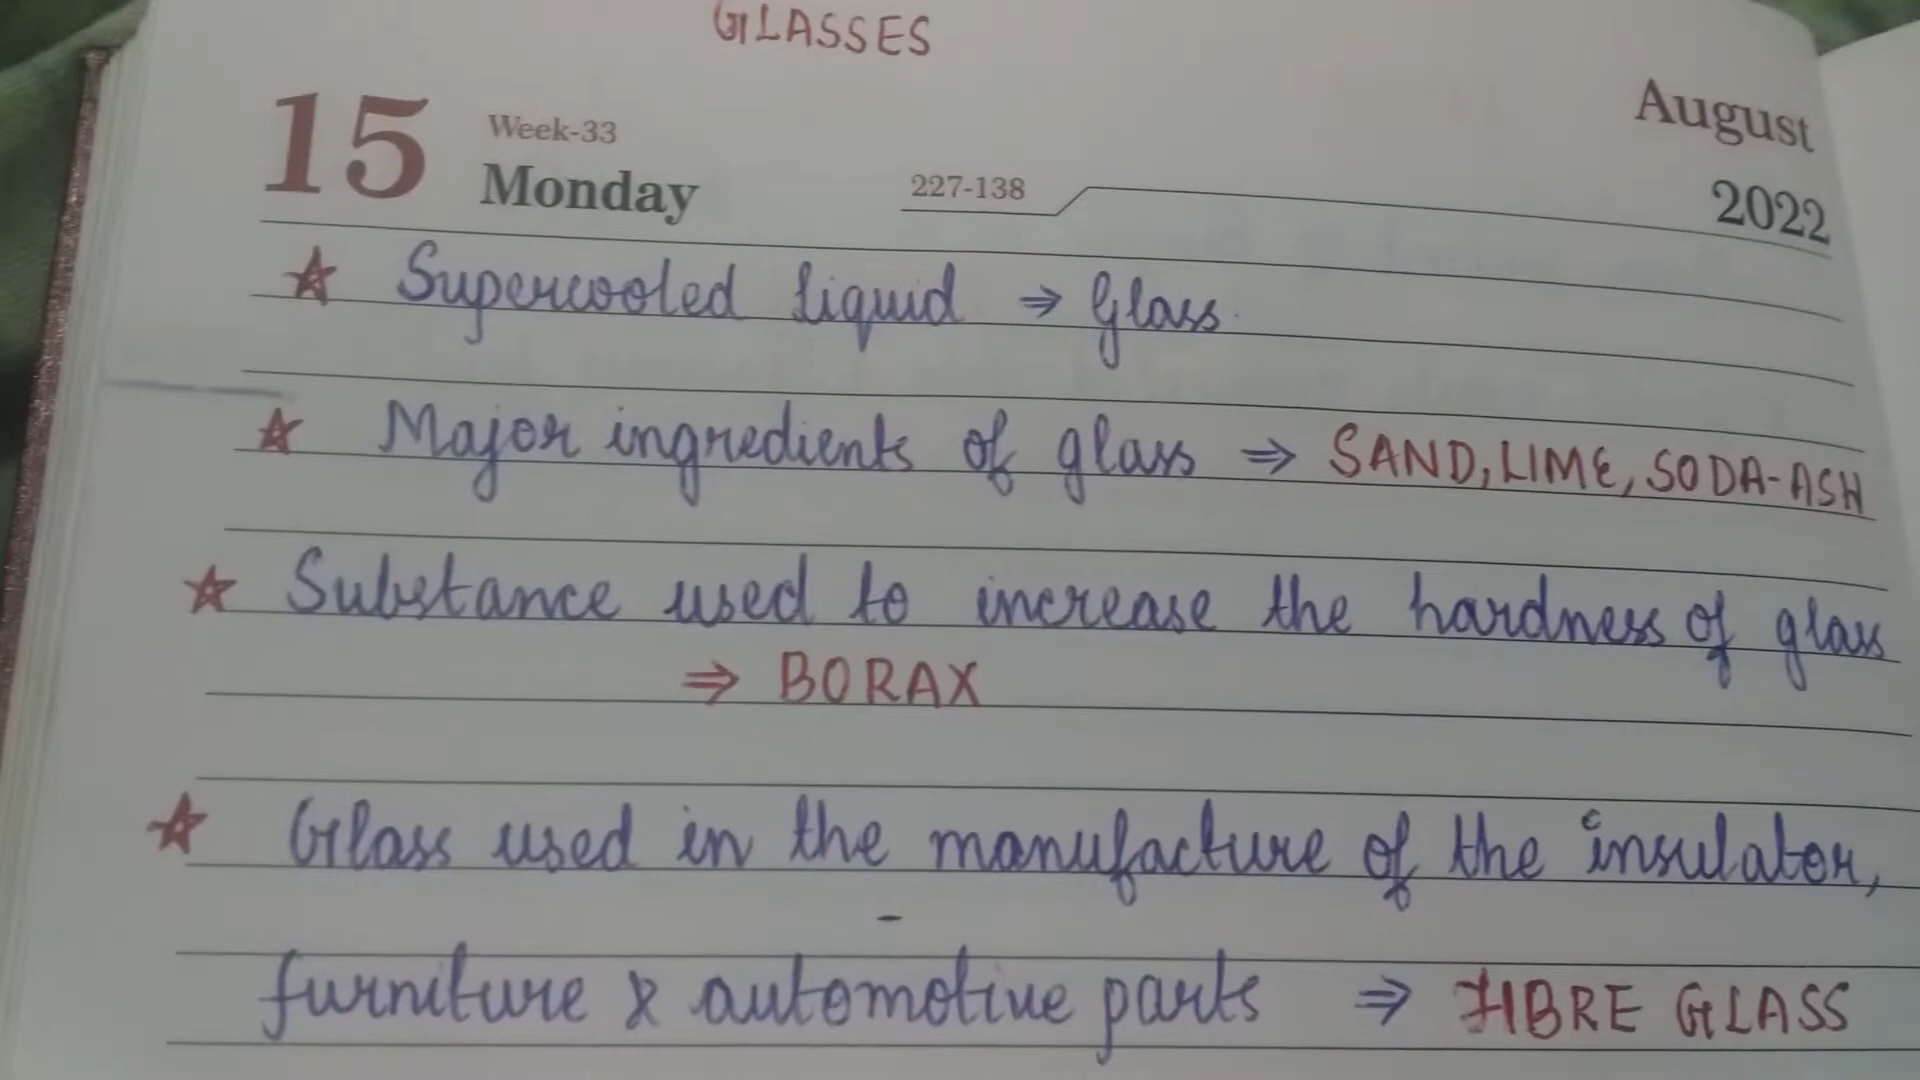 GLASSES
15 Week-33 Monday 227-138 August 2022
☆ Supercooled liquid ⇒ Glass.
☆ Major ingredients of glass ⇒ SAND, LIME, SODA-ASH
☆ Substance used to increase the hardness of glass
⇒ BORAX
☆ Glass used in the manufacture of the insulator,
furniture & automotive parts ⇒ FIBRE GLASS